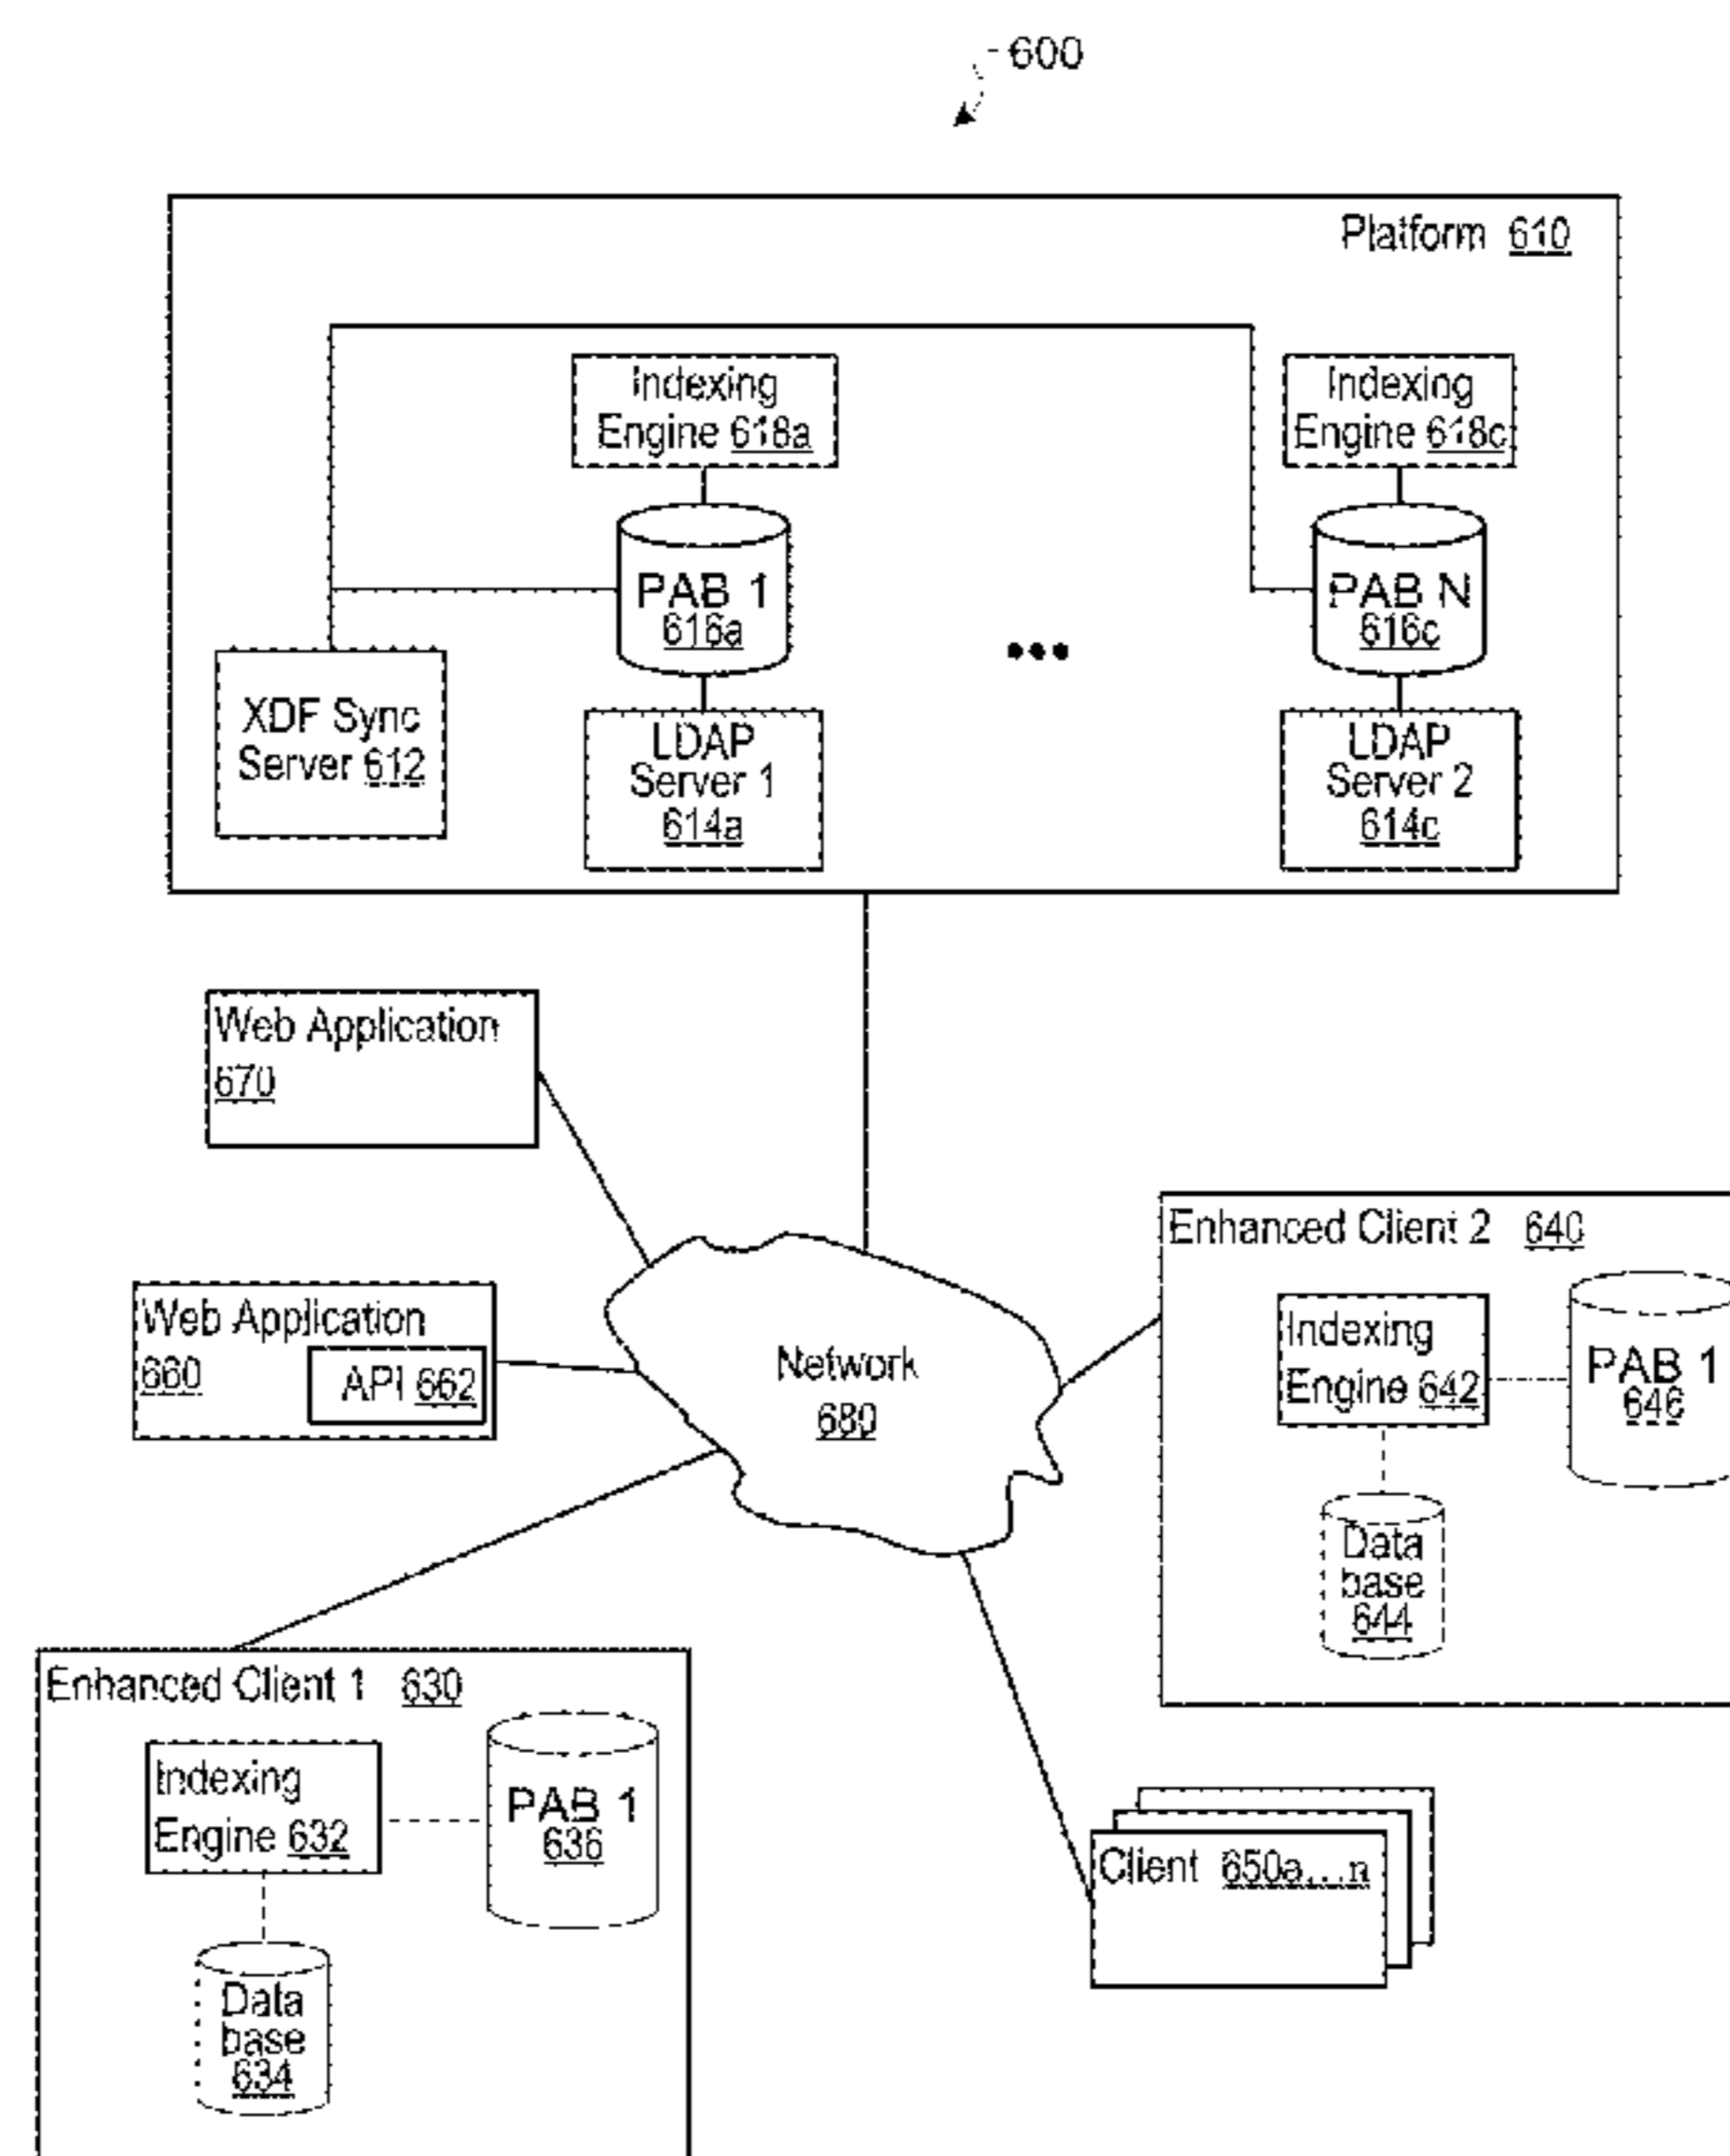 600
Platform 610
Indexing
Engine 618a
Indexing
Engine 618c
PAB 1
616a
PAB N
616c
XDF Sync
Server 612
LDAP
Server 1
614a
LDAP
Server 2
614c
Web Application
670
Enhanced Client 2 640
Web Application
660
API 662
Network
680
Indexing
Engine 642
PAB 1
646
Data
base
644
Enhanced Client 1 630
Indexing
Engine 632
PAB 1
636
Client 650a...n
Data
base
634